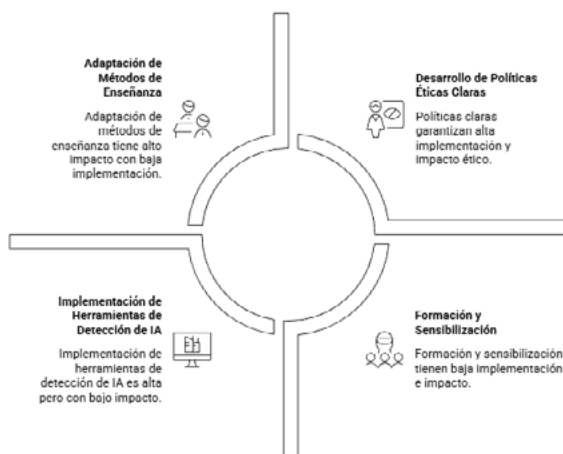 Adaptación de
Métodos de
Enseñanza
Adaptación de
métodos de
enseñanza tiene alto
impacto con baja
implementación.
Desarrollo de Políticas
Éticas Claras
Políticas claras
garantizan alta
implementación y
impacto ético.
Implementación de
Herramientas de
Detección de IA
Implementación de
herramientas de
detección de IA es alta
pero con bajo impacto.
Formación y
Sensibilización
Formación y sensibilización
tienen baja implementación
e impacto.